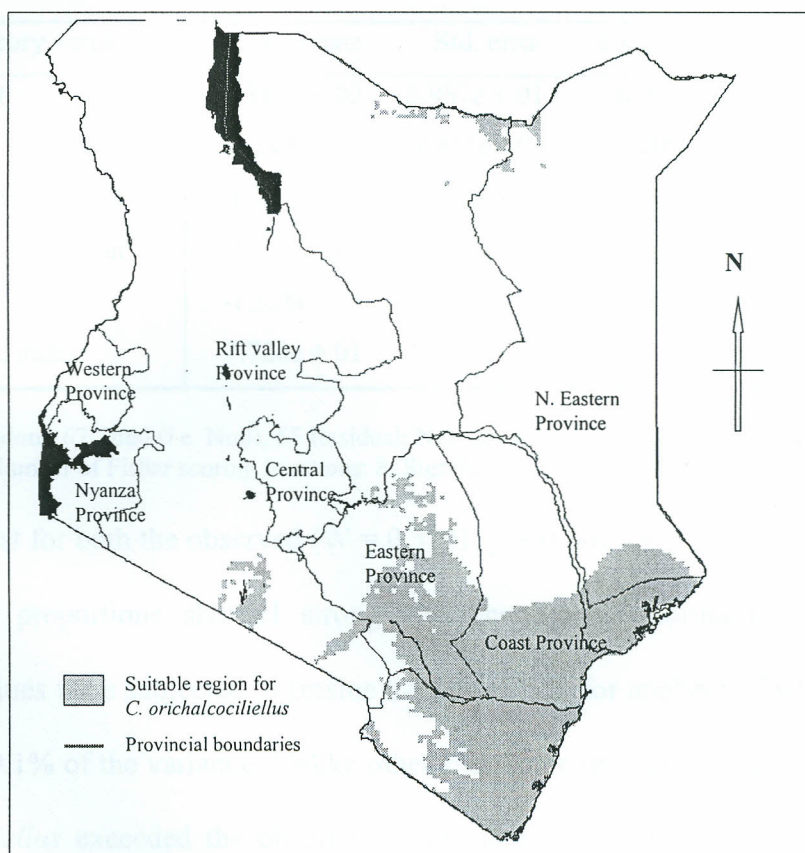 N
Western
Province
Rift valley
Province
N. Eastern
Province
Nyanza
Province
Central
Province
Eastern
Province
Coast Province
Suitable region for
C. orichalcociliellus
Provincial boundaries